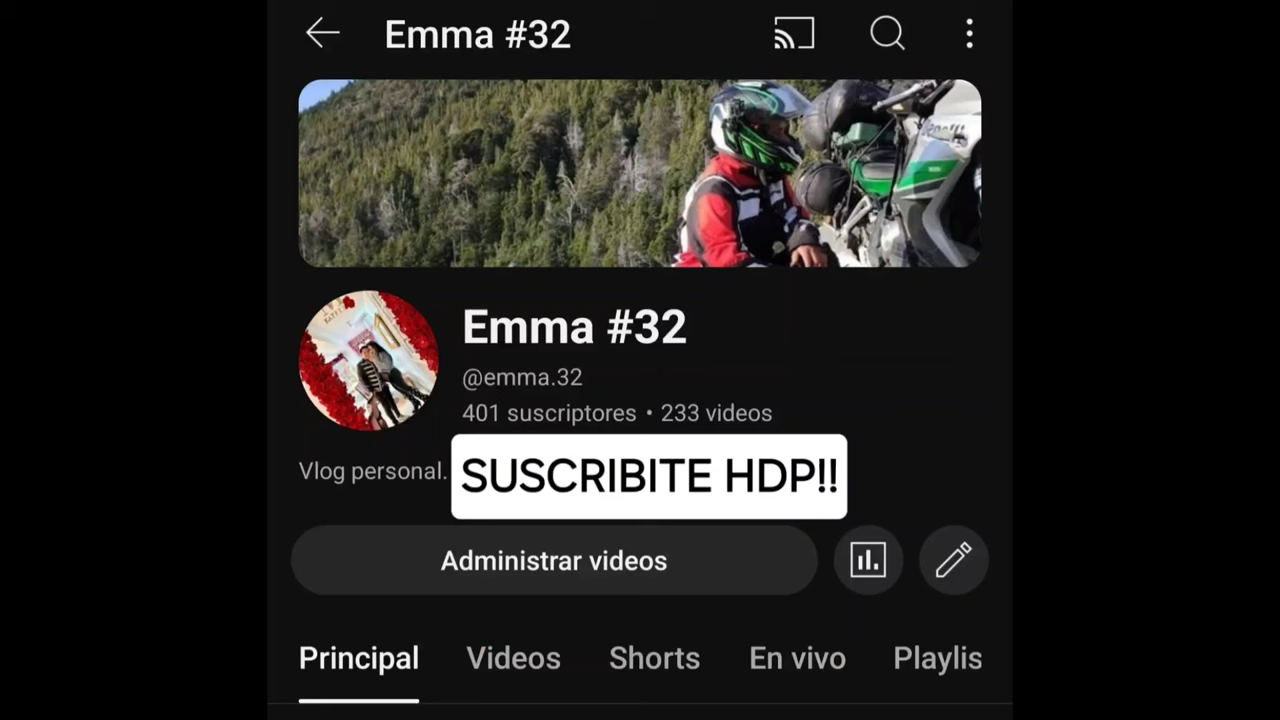 Emma #32
Emma #32
@emma.32
401 suscriptores • 233 videos
Vlog personal.
SUSCRIBITE HDP!!
Administrar videos
Principal Videos Shorts En vivo Playlis